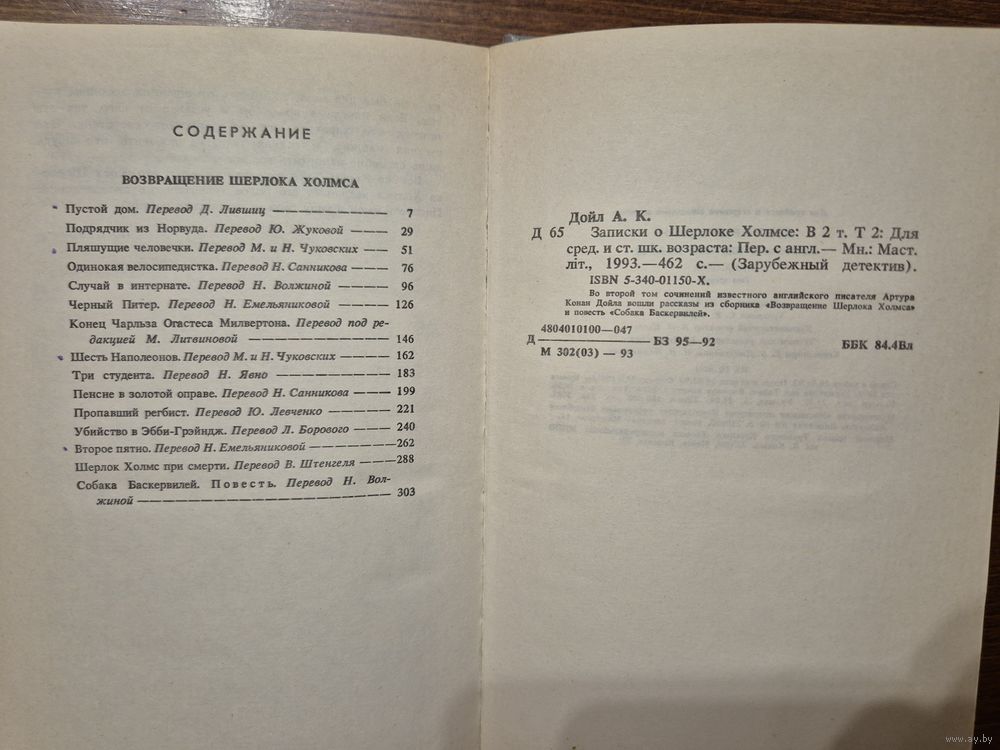 СОДЕРЖАНИЕ
ВОЗВРАЩЕНИЕ ШЕРЛОКА ХОЛМСА
Пустой дом. Перевод Д. Лившиц — — — — — — — — — — 7
Подрядчик из Норвуда. Перевод Ю. Жуковой — — — — 29
Пляшущие человечки. Перевод М. и Н. Чуковских — — — 51
Одинокая велосипедистка. Перевод Н. Санникова — — — — 76
Случай в интернате. Перевод Н. Волжиной — — — — — 96
Черный Питер. Перевод Н. Емельяниковой — — — — — 126
Конец Чарльза Огастеса Милвертона. Перевод под ре-
дакцией М. Литвиновой — — — — — — — — — — — — 146
Шесть Наполеонов. Перевод М. и Н. Чуковских — — — — 162
Три студента. Перевод Н. Явно — — — — — — — — — — 183
Пенсне в золотой оправе. Перевод Н. Санникова — — — 199
Пропавший регбист. Перевод Ю. Левченко — — — — — — 221
Убийство в Эбби-Грэйндж. Перевод Л. Борового — — — — 240
Второе пятно. Перевод Н. Емельяниковой — — — — — — —262
Шерлок Холмс при смерти. Перевод В. Штенгеля — — —288
Собака Баскервилей. Повесть. Перевод Н. Вол-
жиной — — — — — — — — — — — — — — — — — — — 303
Дойл А. К.
Д 65 Записки о Шерлоке Холмсе: В 2 т. Т 2: Для
сред. и ст. шк. возраста: Пер. с англ.— Мн.: Маст.
літ., 1993.—462 с.— (Зарубежный детектив).
ISBN 5-340-01150-X.
Во второй том сочинений известного английского писателя Артура
Конан Дойла вошли рассказы из сборника «Возвращение Шерлока Холмса»
и повесть «Собака Баскервилей».
4804010100—047
Д——————————— БЗ 95—92
М 302(03) — 93
ББК 84.4Вл
www.ay.by